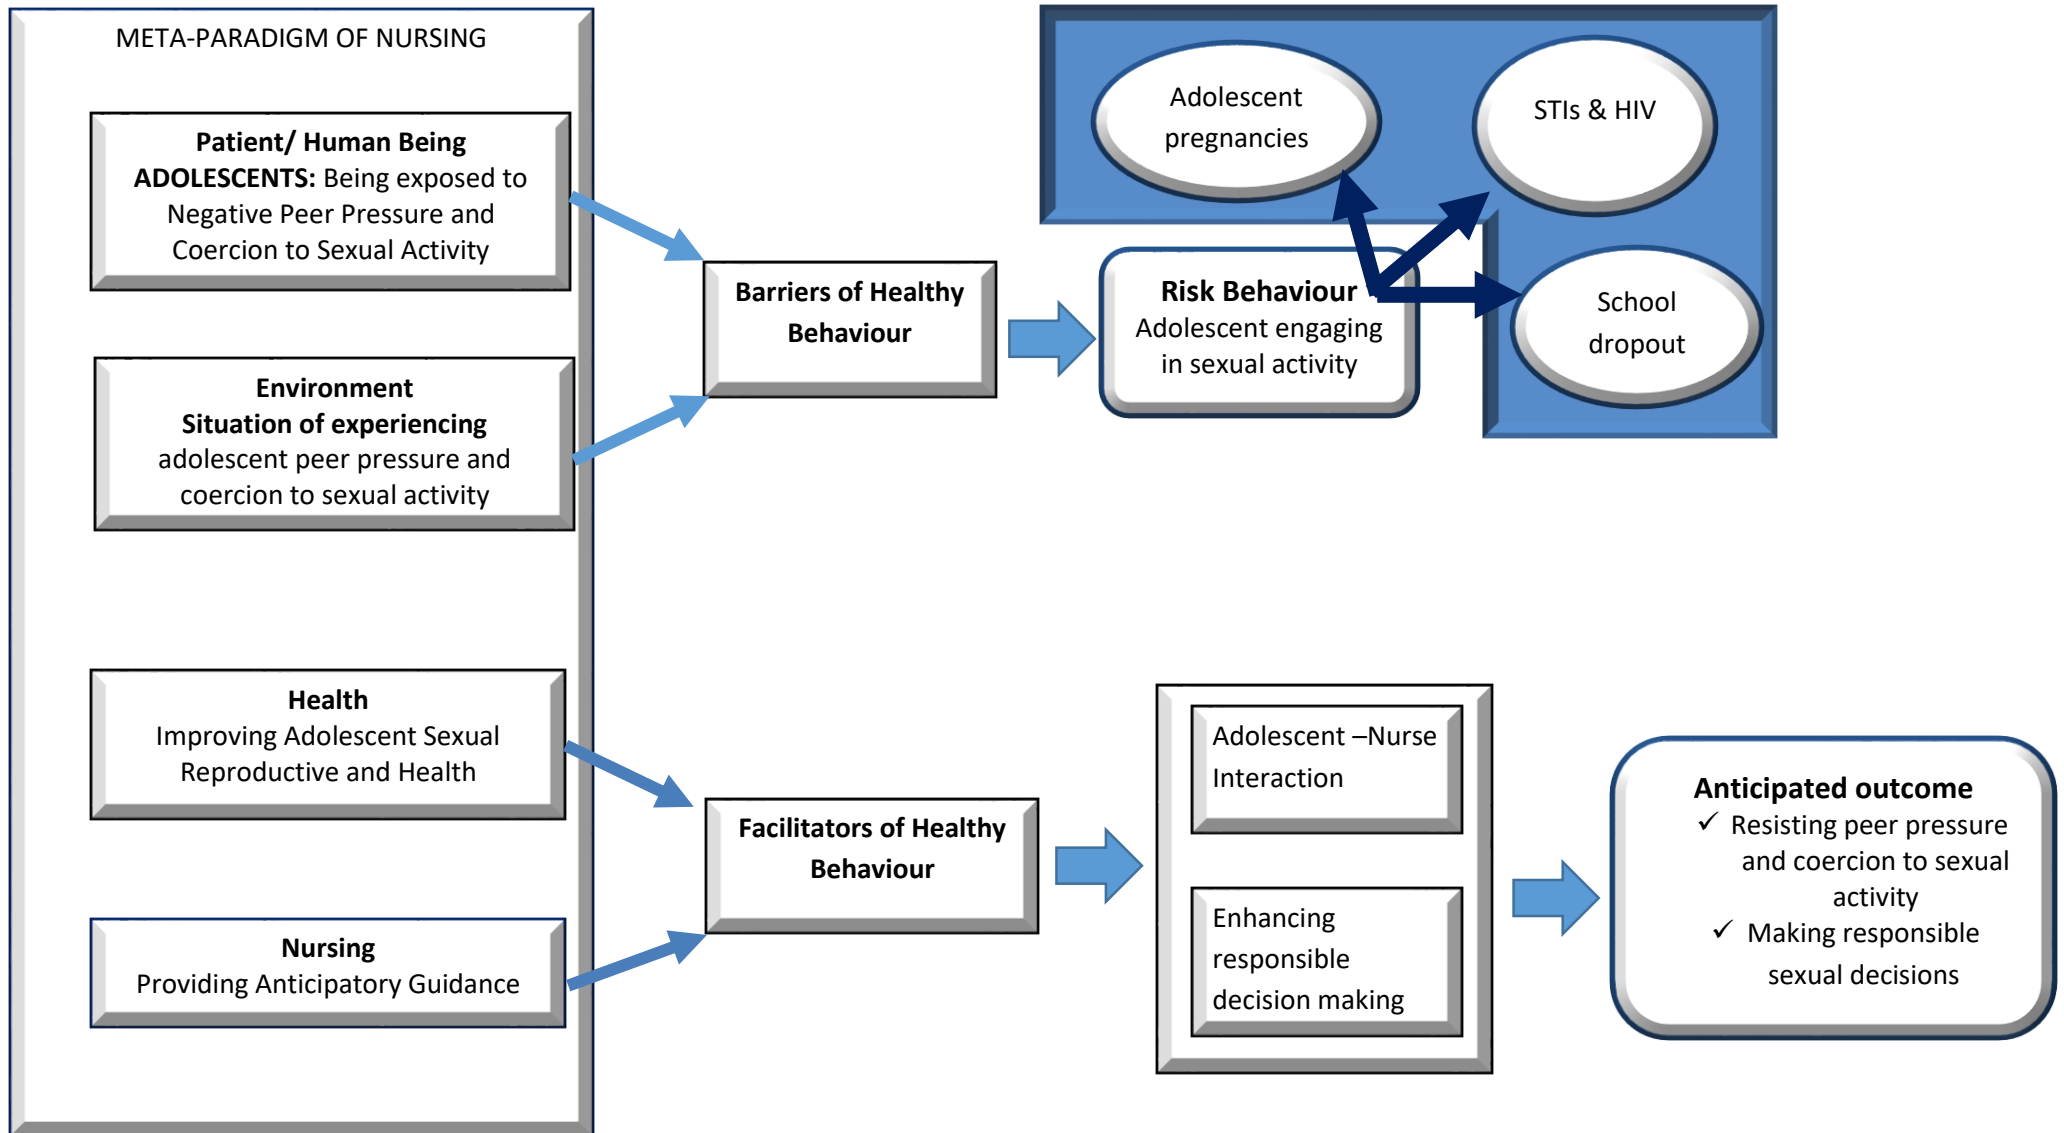 META-PARADIGM OF NURSING
Patient/ Human Being
ADOLESCENTS: Being exposed to
Negative Peer Pressure and
Coercion to Sexual Activity
Environment
Situation of experiencing
adolescent peer pressure and
coercion to sexual activity
Health
Improving Adolescent Sexual
Reproductive and Health
Nursing
Providing Anticipatory Guidance
Barriers of Healthy
Behaviour
Risk Behaviour
Adolescent engaging
in sexual activity
Adolescent
pregnancies
STIs & HIV
School
dropout
Facilitators of Healthy
Behaviour
Adolescent –Nurse
Interaction
Enhancing
responsible
decision making
Anticipated outcome
✓ Resisting peer pressure
and coercion to sexual
activity
✓ Making responsible
sexual decisions